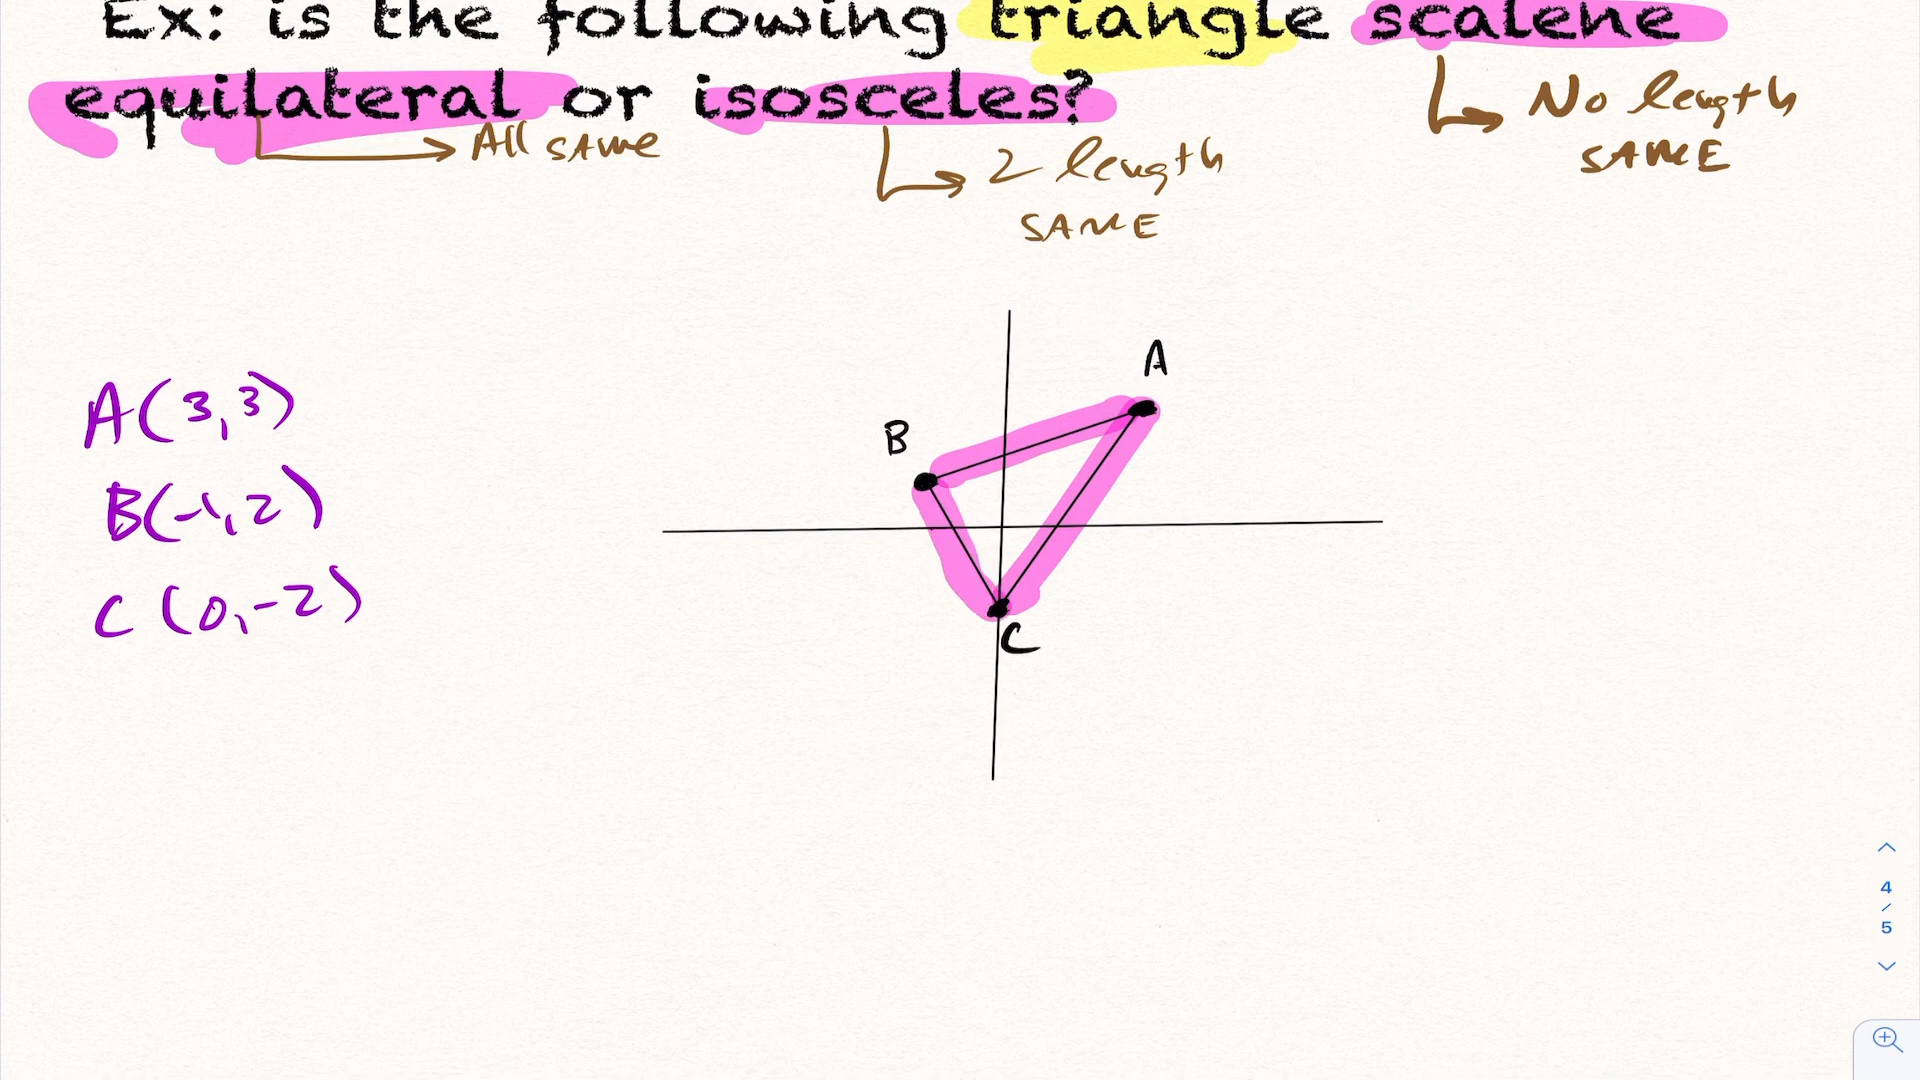 Ex: is the following triangle scalene
equilateral or isosceles?
All SAME
2 length
SAME
No length
SAME
A(3,3)
B(-1,2)
C(0,-2)
A
B
C
4
/
5